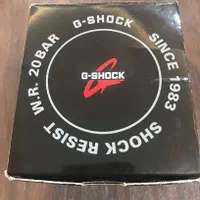 G-SHOCK
SINCE 1983
SHOCK RESIST
W.R. 20BAR
G-SHOCK